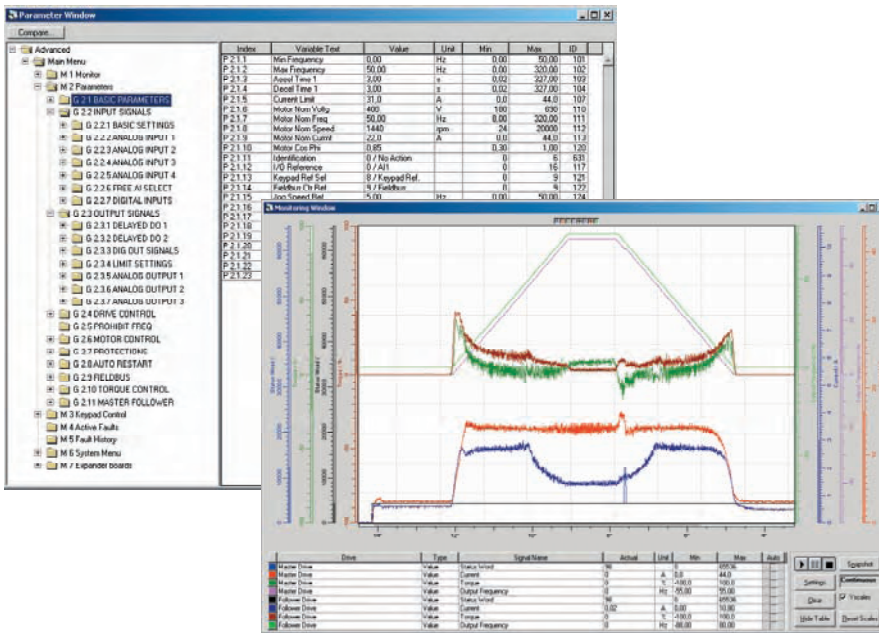 Parameter Window
Compare...
Advanced
Main Menu
M 1 Monitor
M 2 Parameters
G 2.1 BASIC PARAMETERS
G 2.2 INPUT SIGNALS
G 2.2.1 BASIC SETTINGS
G 2.2.2 ANALOG INPUT 1
G 2.2.3 ANALOG INPUT 2
G 2.2.4 ANALOG INPUT 3
G 2.2.5 ANALOG INPUT 4
G 2.2.6 FREE AI SELECT
G 2.2.7 DIGITAL INPUTS
G 2.3 OUTPUT SIGNALS
G 2.3.1 DELAYED DO 1
G 2.3.2 DELAYED DO 2
G 2.3.3 DIG OUT SIGNALS
G 2.3.4 LIMIT SETTINGS
G 2.3.5 ANALOG OUTPUT 1
G 2.3.6 ANALOG OUTPUT 2
G 2.3.7 ANALOG OUTPUT 3
G 2.4 DRIVE CONTROL
G 2.5 PROHIBIT FREQ
G 2.6 MOTOR CONTROL
G 2.7 PROTECTIONS
G 2.8 AUTO RESTART
G 2.9 FIELDBUS
G 2.10 TORQUE CONTROL
G 2.11 MASTER FOLLOWER
M 3 Keypad Control
M 4 Active Faults
M 5 Fault History
M 6 System Menu
M 7 Expander Boards
Index Variable Text Value Unit Min Max ID
P 2.1.1 Min Frequency 0,00 Hz 0,00 50,00 101
P 2.1.2 Max Frequency 50,00 Hz 0,00 320,00 102
P 2.1.3 Accel Time 1 3,00 s 0,02 327,00 103
P 2.1.4 Decel Time 1 3,00 s 0,02 327,00 104
P 2.1.5 Current Limit 31,0 A 0,0 44,0 107
P 2.1.6 Motor Nom Voltg 400 V 180 690 110
P 2.1.7 Motor Nom Freq 50,00 Hz 8,00 320,00 111
P 2.1.8 Motor Nom Speed 1440 rpm 24 20000 112
P 2.1.9 Motor Nom Currnt 22,0 A 0,0 44,0 113
P 2.1.10 Motor Cos Phi 0,85 0,30 1,00 120
P 2.1.11 Identification 0 / No Action 0 6 631
P 2.1.12 I/O Reference 0 / AI1 0 16 117
P 2.1.13 Keypad Ref Sel 8 / Keypad Ref. 0 9 121
P 2.1.14 Fieldbus Ctr Ref 9 / Fieldbus 0 9 122
P 2.1.15 Jog Speed Ref 5,00 Hz 0,00 50,00 124
P 2.1.16
P 2.1.17
P 2.1.18
P 2.1.19
P 2.1.20
P 2.1.21
P 2.1.22
P 2.1.23
Monitoring Window
Status Word /
Status Word /
Torque / %
Drive Type Signal Name Actual Unit Min Max Auto
Master Drive Value Status Word 0 65536
Master Drive Value Current 0 A 0,0 44,0
Master Drive Value Torque 0 % -100,0 100,0
Master Drive Value Output Frequency 0 Hz -55,00 55,00
Follower Drive Value Status Word 0 65536
Follower Drive Value Current 0,02 A 0,00 10,00
Follower Drive Value Torque 0 % -100,0 100,0
Follower Drive Value Output Frequency 0 Hz -80,00 80,00
Snapshot
Settings Continuous
Clear Y-scales
Hide Table Reset Scales